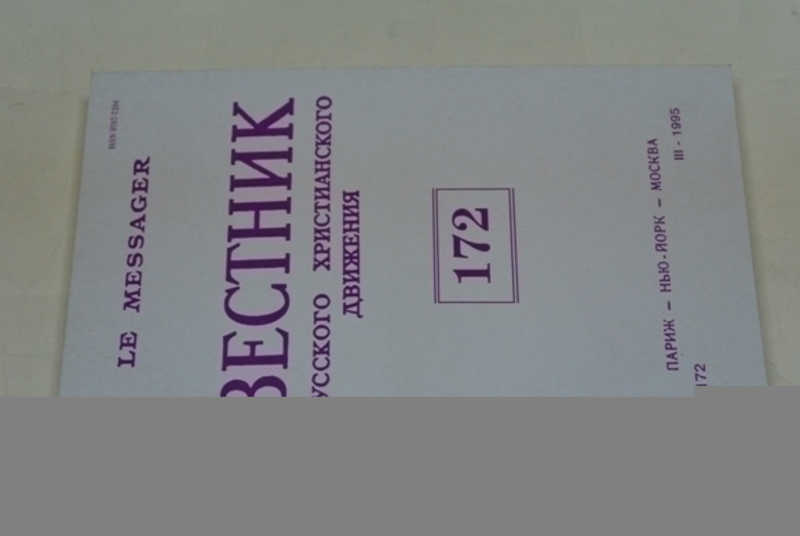 LE MESSAGER
ВЕСТНИК
УССКОГО ХРИСТИАНСКОГО
ДВИЖЕНИЯ
172
ПАРИЖ – НЬЮ-ЙОРК – МОСКВА
III - 1995
172